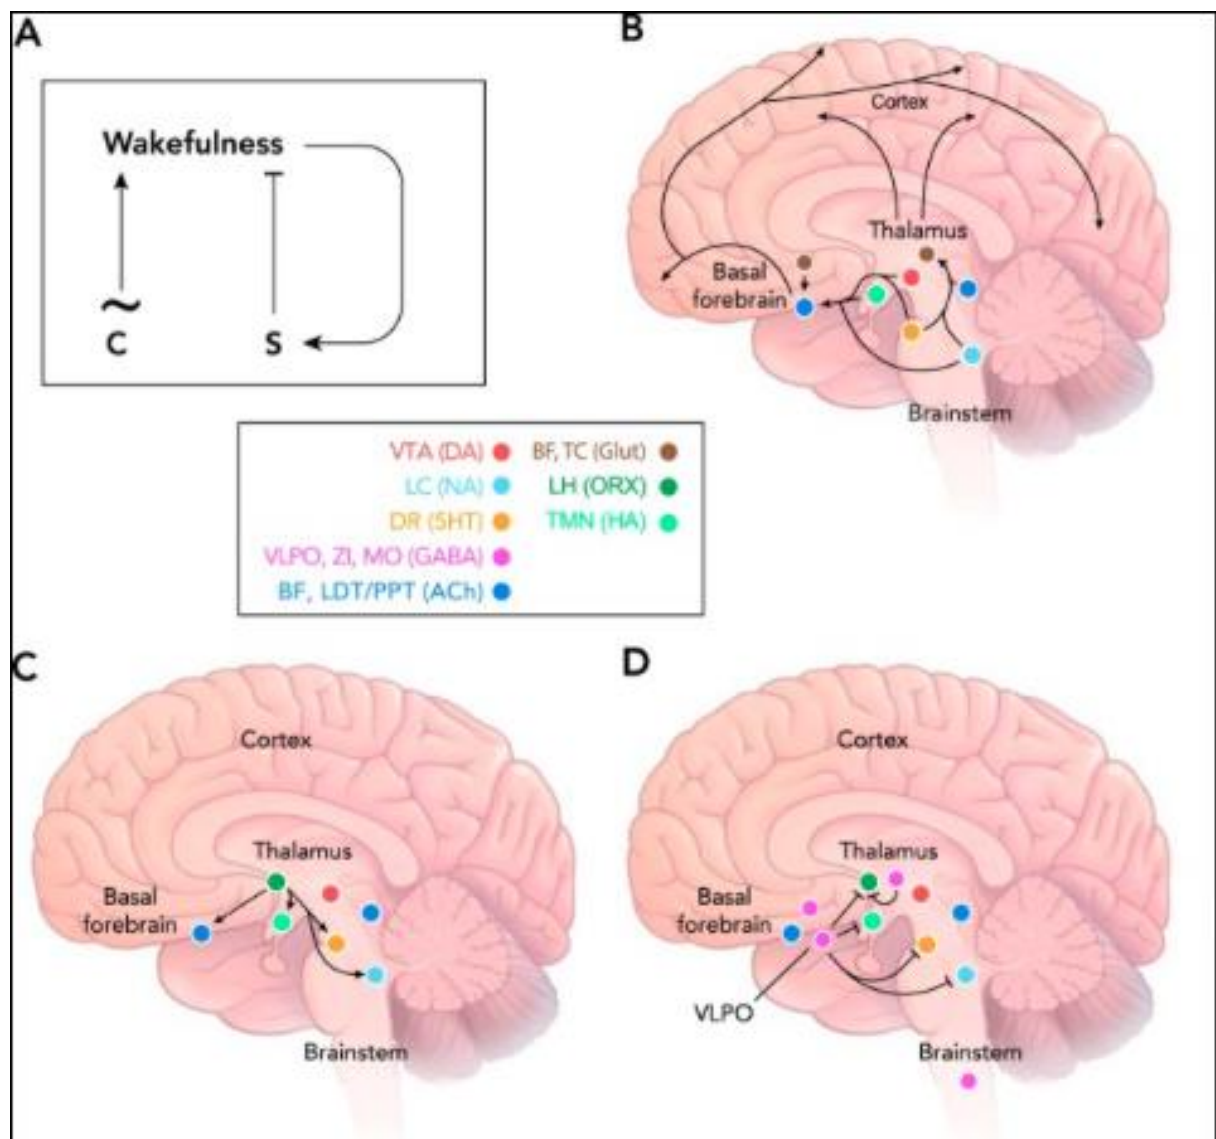 A
Wakefulness
~
C
S
B
Cortex
Thalamus
Basal
forebrain
Brainstem
VTA (DA)
BF, TC (Glut)
LC (NA)
LH (ORX)
DR (5HT)
TMN (HA)
VLPO, ZI, MO (GABA)
BF, LDT/PPT (ACh)
C
Cortex
Thalamus
Basal
forebrain
Brainstem
D
Cortex
Thalamus
Basal
forebrain
VLPO
Brainstem